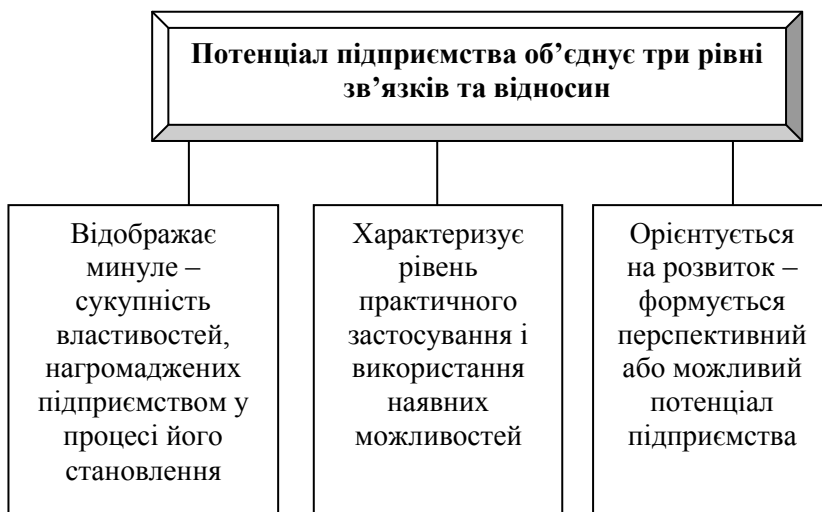 Потенціал підприємства об’єднує три рівні
зв’язків та відносин
Відображає
минуле –
сукупність
властивостей,
нагромаджених
підприємством у
процесі його
становлення
Характеризує
рівень
практичного
застосування і
використання
наявних
можливостей
Орієнтується
на розвиток –
формується
перспективний
або можливий
потенціал
підприємства